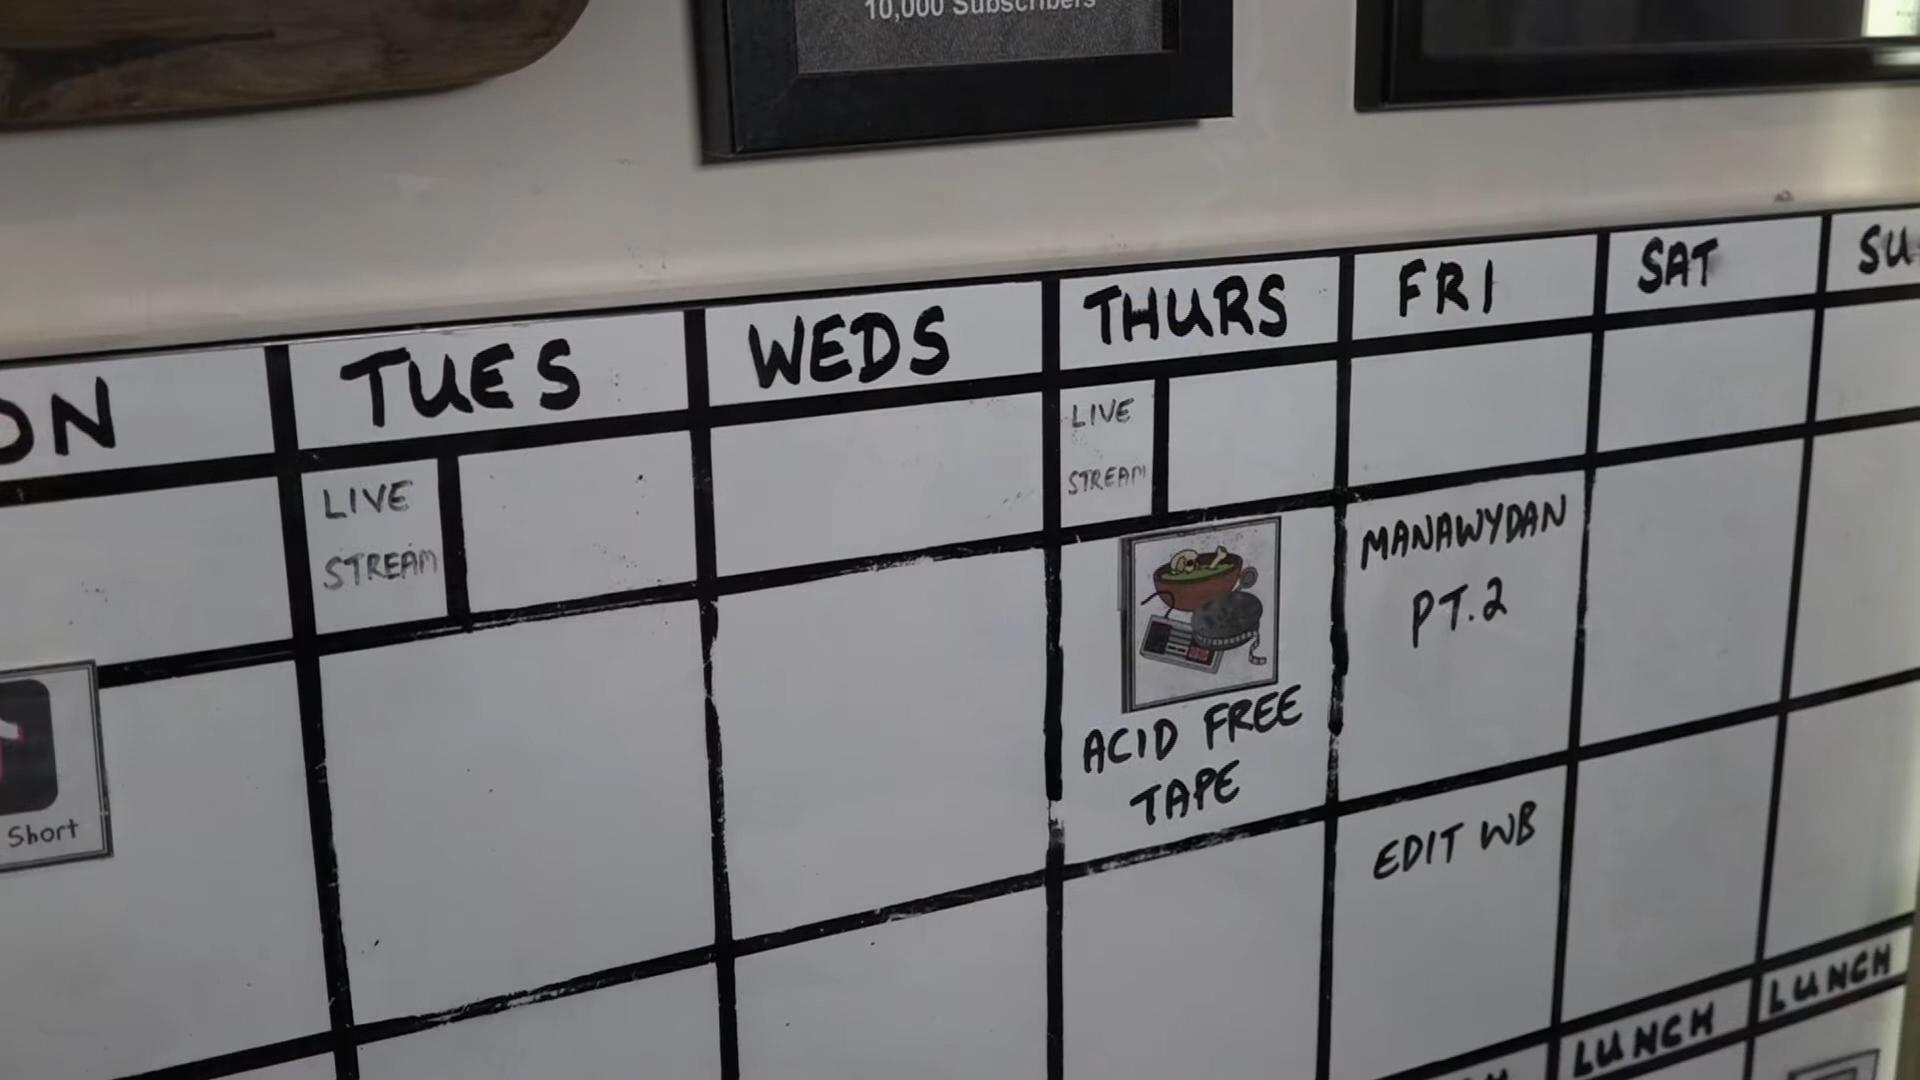 10,000 Subscribers
ON TUES WEDS THURS FRI SAT SU
LIVE
STREAM
LIVE
STREAM
MANAWYDAN
PT.2
ACID FREE
TAPE
Short
EDIT WB
LUNCH
LUNCH